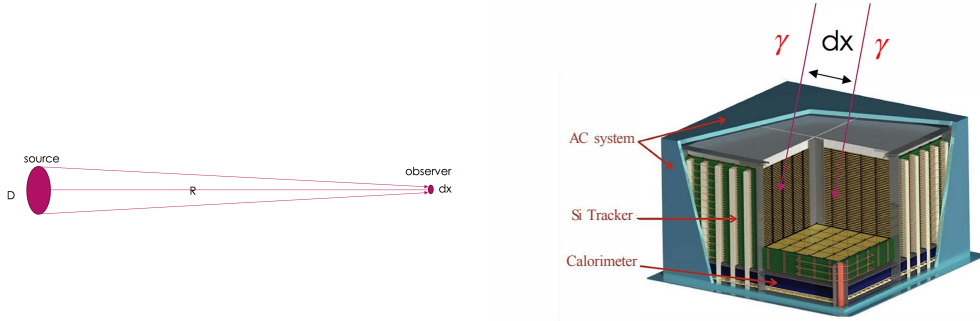 source
D
R
observer
dx
γ
dx
γ
AC system
Si Tracker
Calorimeter